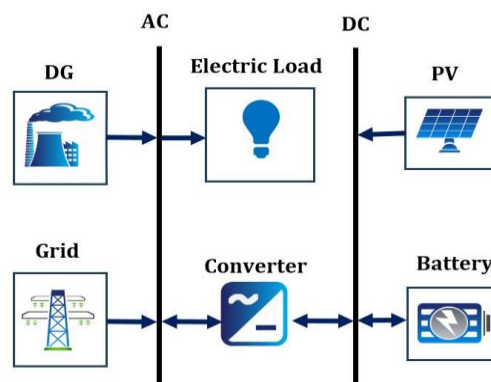 AC
DC
DG
Electric Load
PV
Grid
Converter
Battery